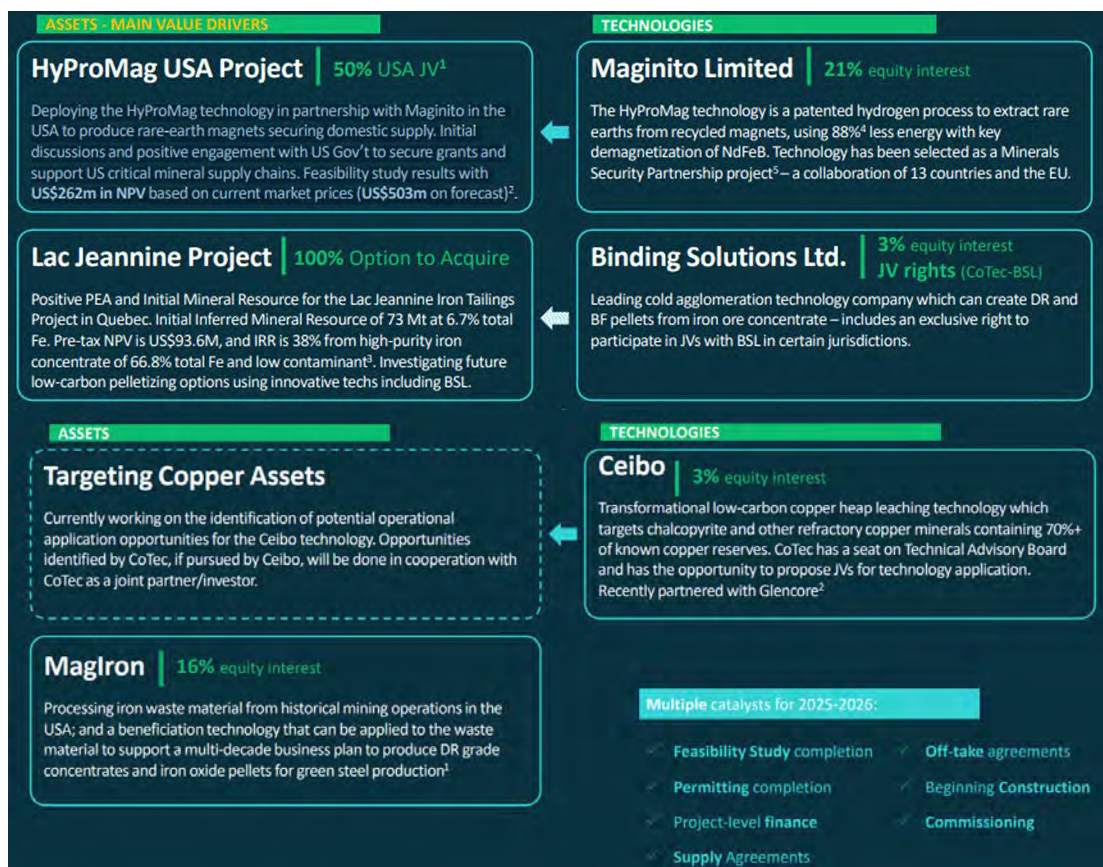 ASSETS - MAIN VALUE DRIVERS
HyProMag USA Project | 50% USA JV1
Deploying the HyProMag technology in partnership with Maginito in the
USA to produce rare-earth magnets securing domestic supply. Initial
discussions and positive engagement with US Gov't to secure grants and
support US critical mineral supply chains. Feasibility study results with
US$262m in NPV based on current market prices (US$503m on forecast)2.
TECHNOLOGIES
Maginito Limited | 21% equity interest
The HyProMag technology is a patented hydrogen process to extract rare
earths from recycled magnets, using 88%4 less energy with key
demagnetization of NdFeB. Technology has been selected as a Minerals
Security Partnership project5 – a collaboration of 13 countries and the EU.
Lac Jeannine Project | 100% Option to Acquire
Positive PEA and Initial Mineral Resource for the Lac Jeannine Iron Tailings
Project in Quebec. Initial Inferred Mineral Resource of 73 Mt at 6.7% total
Fe. Pre-tax NPV is US$93.6M, and IRR is 38% from high-purity iron
concentrate of 66.8% total Fe and low contaminant3. Investigating future
low-carbon pelletizing options using innovative techs including BSL.
Binding Solutions Ltd. | 3% equity interest
JV rights (CoTec-BSL)
Leading cold agglomeration technology company which can create DR and
BF pellets from iron ore concentrate – includes an exclusive right to
participate in JVs with BSL in certain jurisdictions.
ASSETS
Targeting Copper Assets
Currently working on the identification of potential operational
application opportunities for the Ceibo technology. Opportunities
identified by CoTec, if pursued by Ceibo, will be done in cooperation with
CoTec as a joint partner/investor.
TECHNOLOGIES
Ceibo | 3% equity interest
Transformational low-carbon copper heap leaching technology which
targets chalcopyrite and other refractory copper minerals containing 70%+
of known copper reserves. CoTec has a seat on Technical Advisory Board
and has the opportunity to propose JVs for technology application.
Recently partnered with Glencore2
MagIron | 16% equity interest
Processing iron waste material from historical mining operations in the
USA; and a beneficiation technology that can be applied to the waste
material to support a multi-decade business plan to produce DR grade
concentrates and iron oxide pellets for green steel production1
Multiple catalysts for 2025-2026:
✓ Feasibility Study completion
✓ Permitting completion
✓ Project-level finance
✓ Supply Agreements
✓ Off-take agreements
✓ Beginning Construction
✓ Commissioning